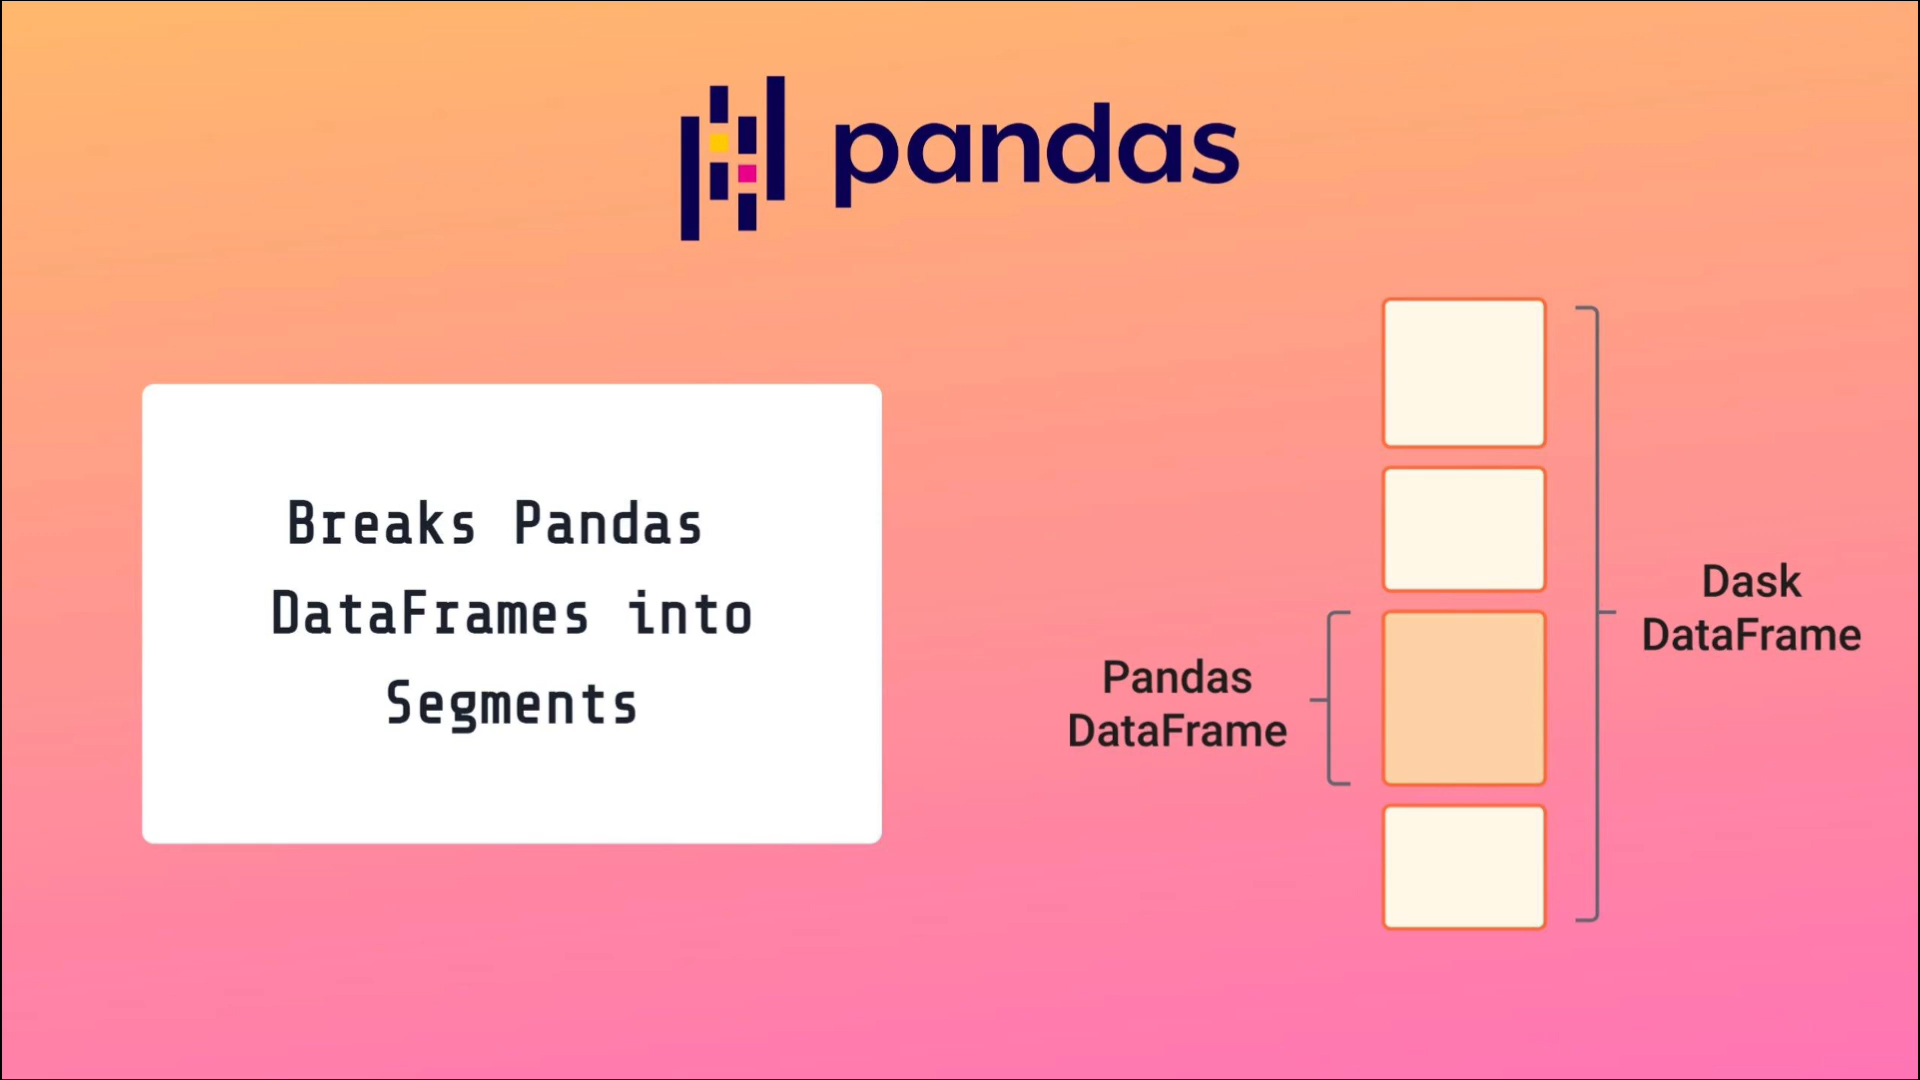 pandas
Breaks Pandas
DataFrames into
Segments
Pandas
DataFrame
Dask
DataFrame